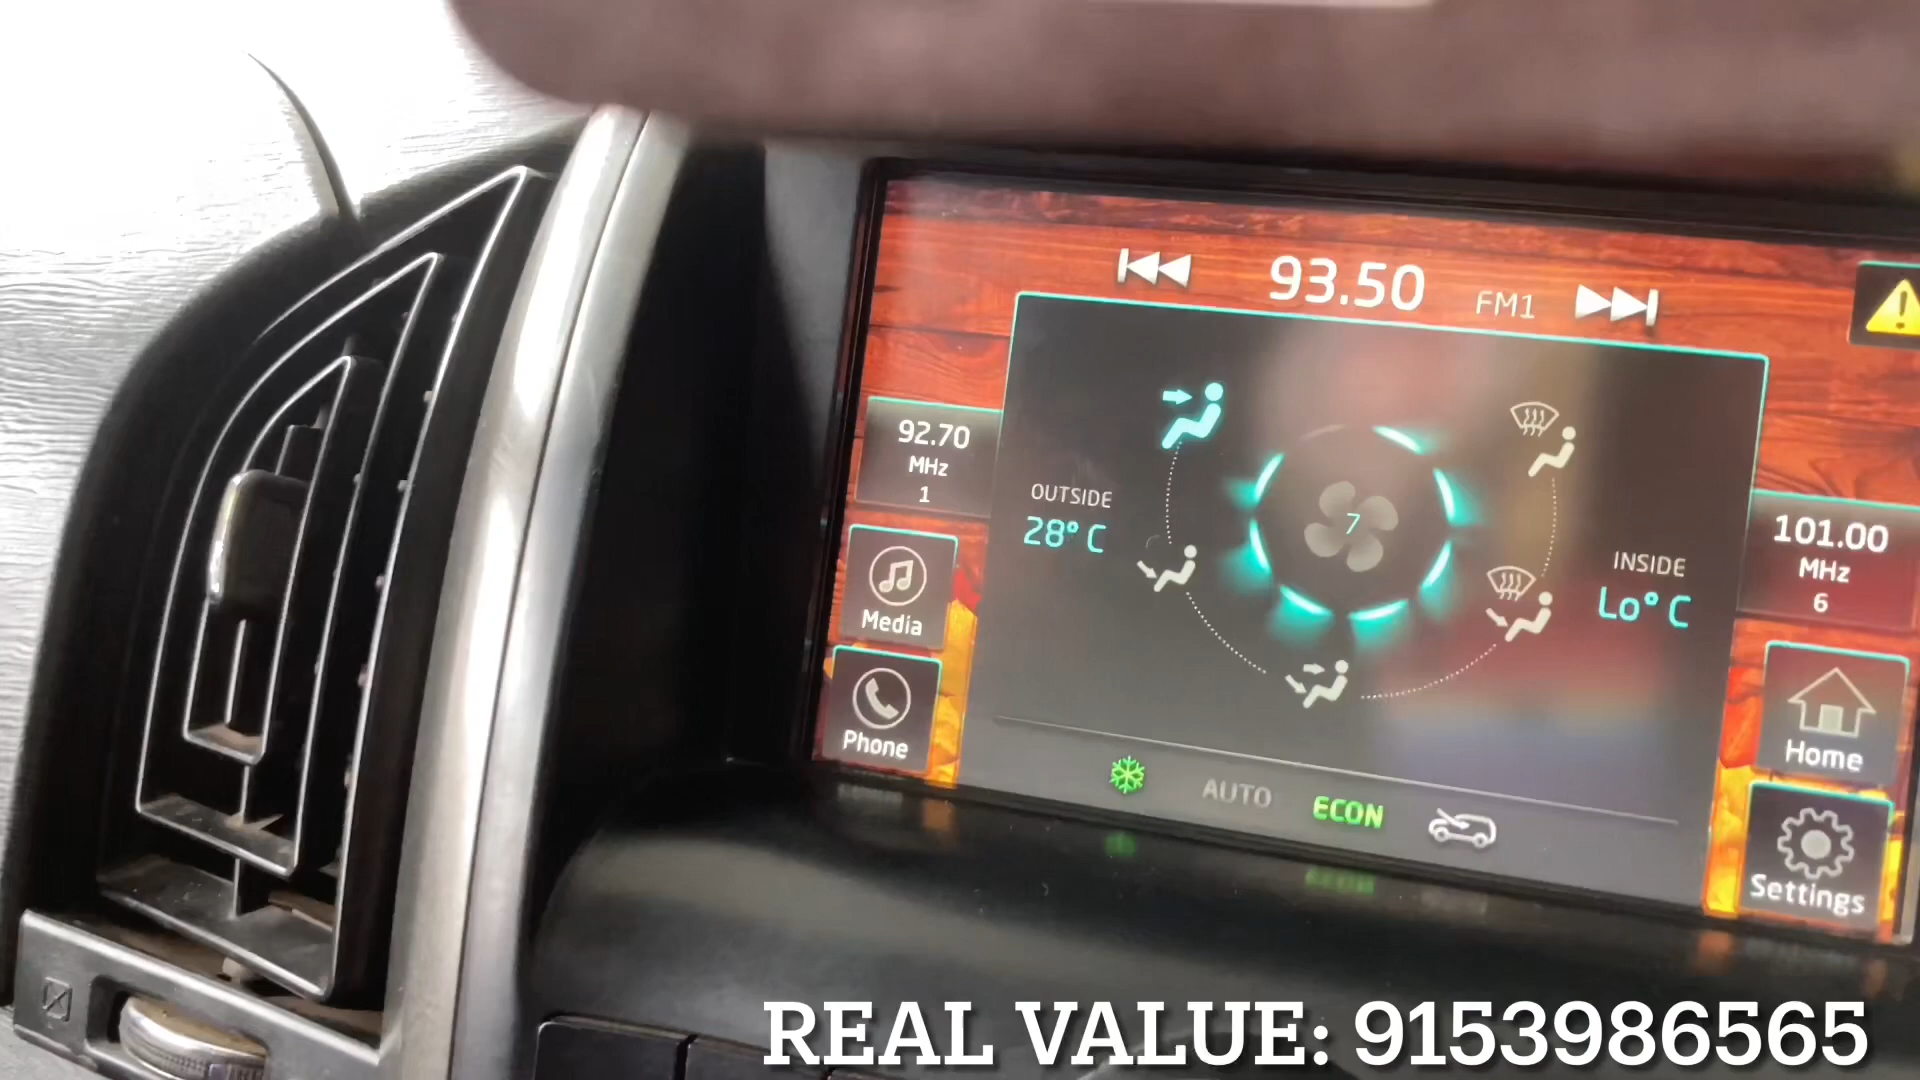 93.50 FM1
92.70
MHz
1
OUTSIDE
28° C
7
INSIDE
Lo° C
101.00
MHz
6
Media
Phone
Home
Settings
AUTO ECON
REAL VALUE: 9153986565